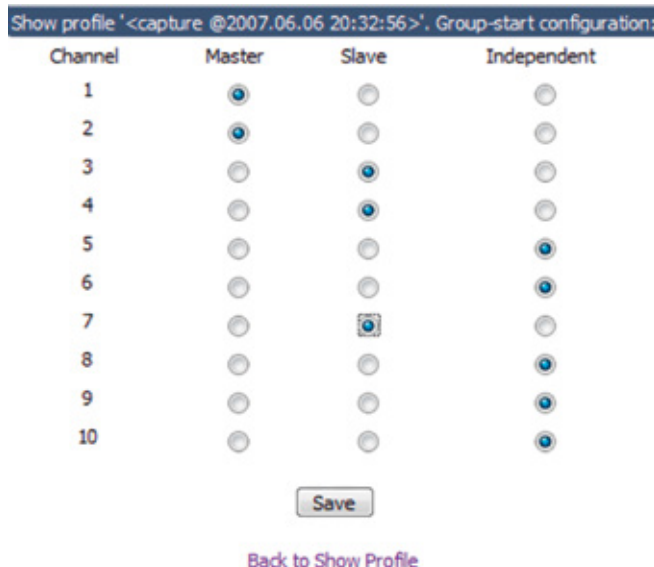 Show profile '<capture @2007.06.06 20:32:56>'. Group-start configuration:
Channel Master Slave Independent
1
2
3
4
5
6
7
8
9
10
Save
Back to Show Profile